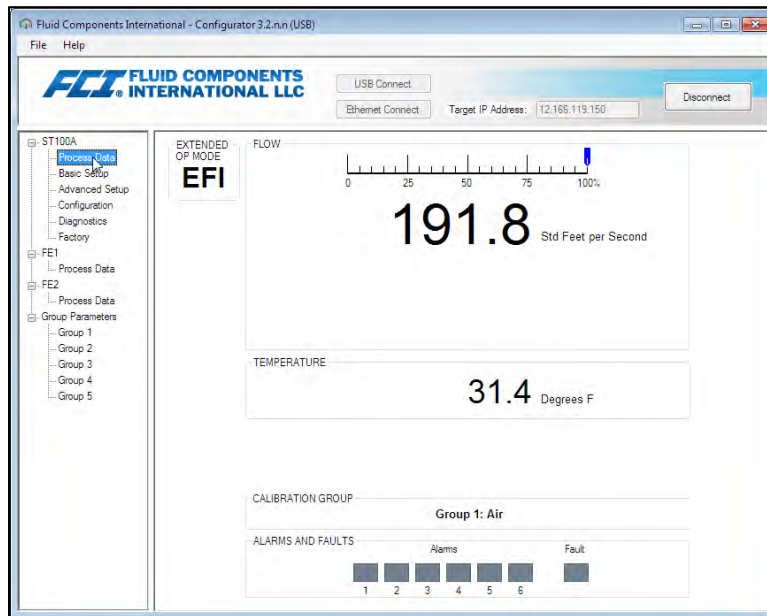 Fluid Components International - Configurator 3.2.n.n (USB)
File Help
FCI® FLUID COMPONENTS
INTERNATIONAL LLC
USB Connect
Ethernet Connect Target IP Address: 12.165.119.150
Disconnect
ST100A
Process Data
Basic Setup
Advanced Setup
Configuration
Diagnostics
Factory
FE1
Process Data
FE2
Process Data
Group Parameters
Group 1
Group 2
Group 3
Group 4
Group 5
EXTENDED
OP MODE
EFI
FLOW
0 25 50 75 100%
191.8 Std Feet per Second
TEMPERATURE
31.4 Degrees F
CALIBRATION GROUP
Group 1: Air
ALARMS AND FAULTS
Alarms Fault
1 2 3 4 5 6